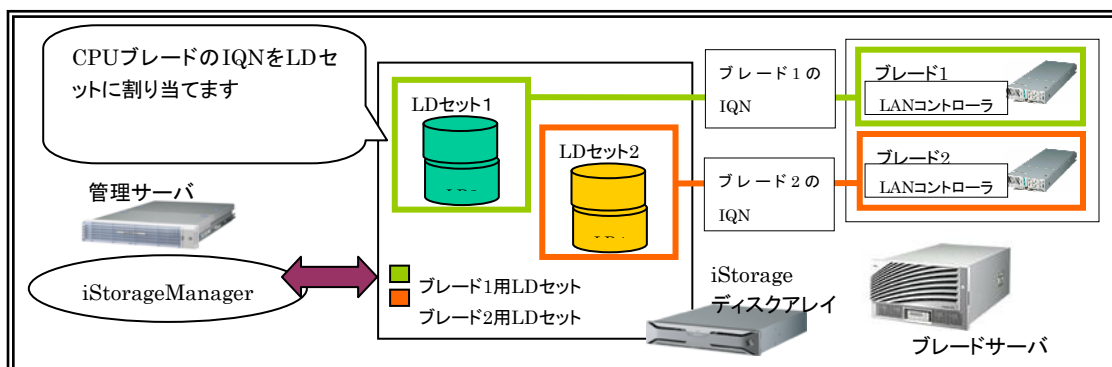 CPUブレードのIQNをLDセ
ットに割り当てます
LDセット1
LDセット2
ブレード1の
IQN
ブレード2の
IQN
ブレード1
LANコントローラ
ブレード2
LANコントローラ
管理サーバ
iStorageManager
ブレード1用LDセット
ブレード2用LDセット
iStorage
ディスクアレイ
ブレードサーバ